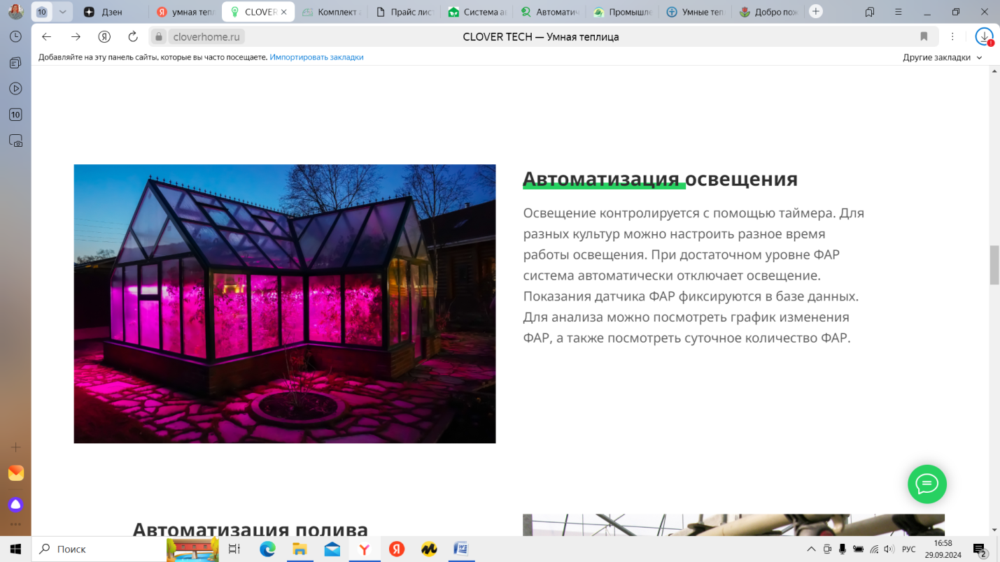 10
Дзен
умная тепл
CLOVER
Комплект
Прайс лист
Система ав
Автоматич
Промышле
Умные теп
Добро пож
cloverhome.ru
CLOVER TECH — Умная теплица
Добавляйте на эту панель сайты, которые вы часто посещаете. Импортировать закладки
Другие закладки
10
Автоматизация освещения
Освещение контролируется с помощью таймера. Для
разных культур можно настроить разное время
работы освещения. При достаточном уровне ФАР
система автоматически отключает освещение.
Показания датчика ФАР фиксируются в базе данных.
Для анализа можно посмотреть график изменения
ФАР, а также посмотреть суточное количество ФАР.
Автоматизация полива
Поиск
РУС
16:58
29.09.2024
2